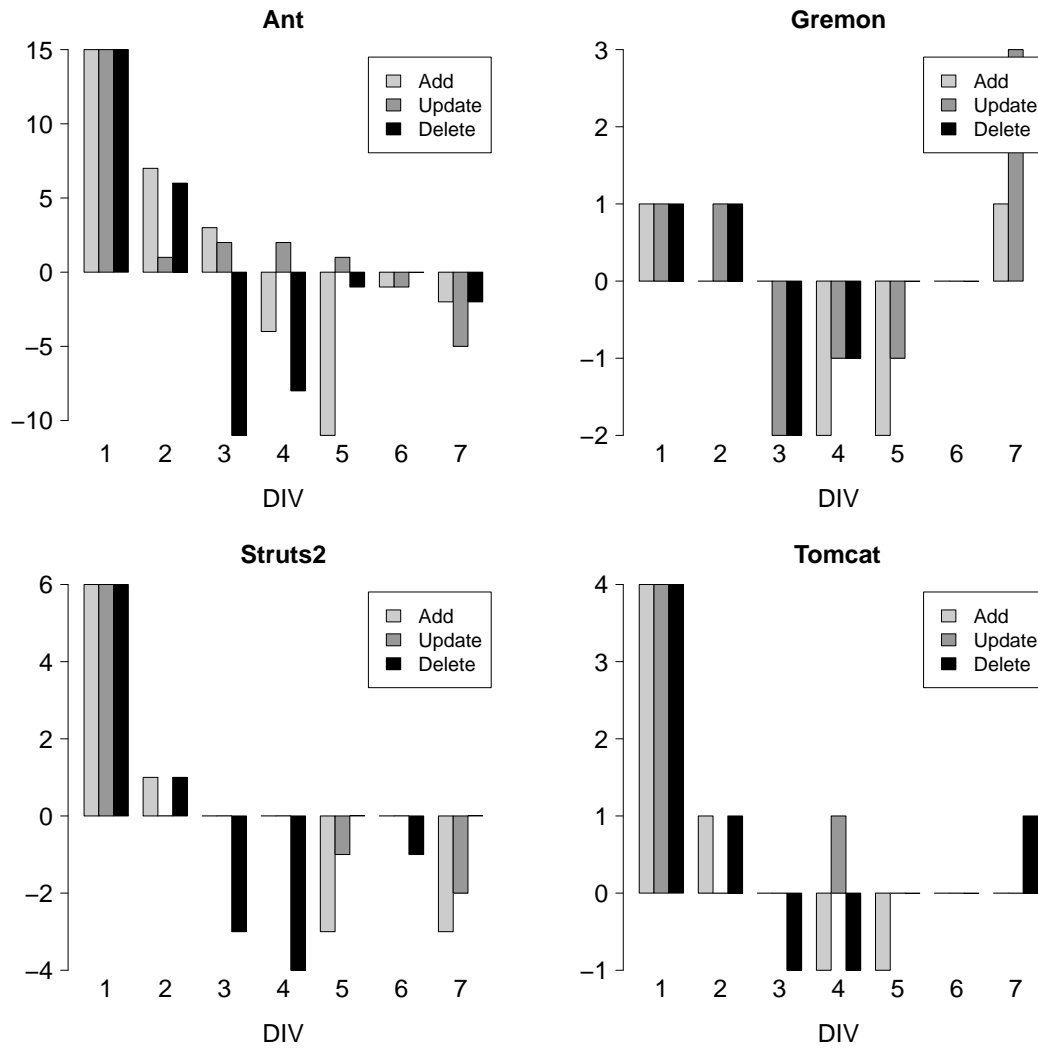 Ant
15
10
5
0
−5
−10
Add
Update
Delete
1 2 3 4 5 6 7
DIV
Gremon
3
2
1
0
−1
−2
Add
Update
Delete
1 2 3 4 5 6 7
DIV
Struts2
6
4
2
0
−2
−4
Add
Update
Delete
1 2 3 4 5 6 7
DIV
Tomcat
4
3
2
1
0
−1
Add
Update
Delete
1 2 3 4 5 6 7
DIV